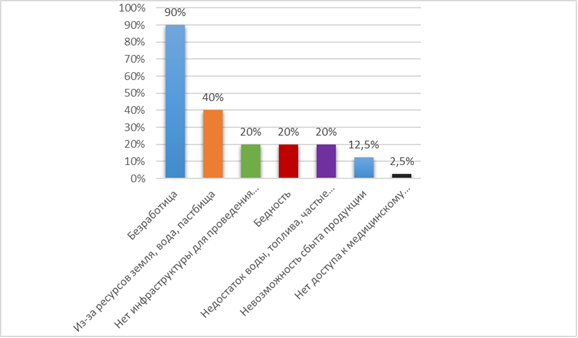 100%
90%
80%
70%
60%
50%
40%
30%
20%
10%
0%
90%
40%
20%
20%
20%
12,5%
2,5%
Безработица
Из-за ресурсов земля, вода, пастбища
Нет инфраструктуры для проведения...
Бедность
Недостаток воды, топлива, частые...
Невозможность сбыта продукции
Нет доступа к медицинскому...